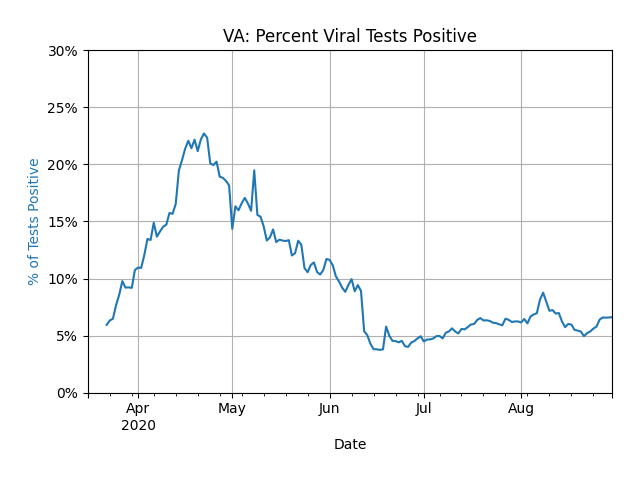 VA: Percent Viral Tests Positive
30%
25%
20%
15%
10%
5%
0%
% of Tests Positive
Apr May Jun Jul Aug
2020
Date